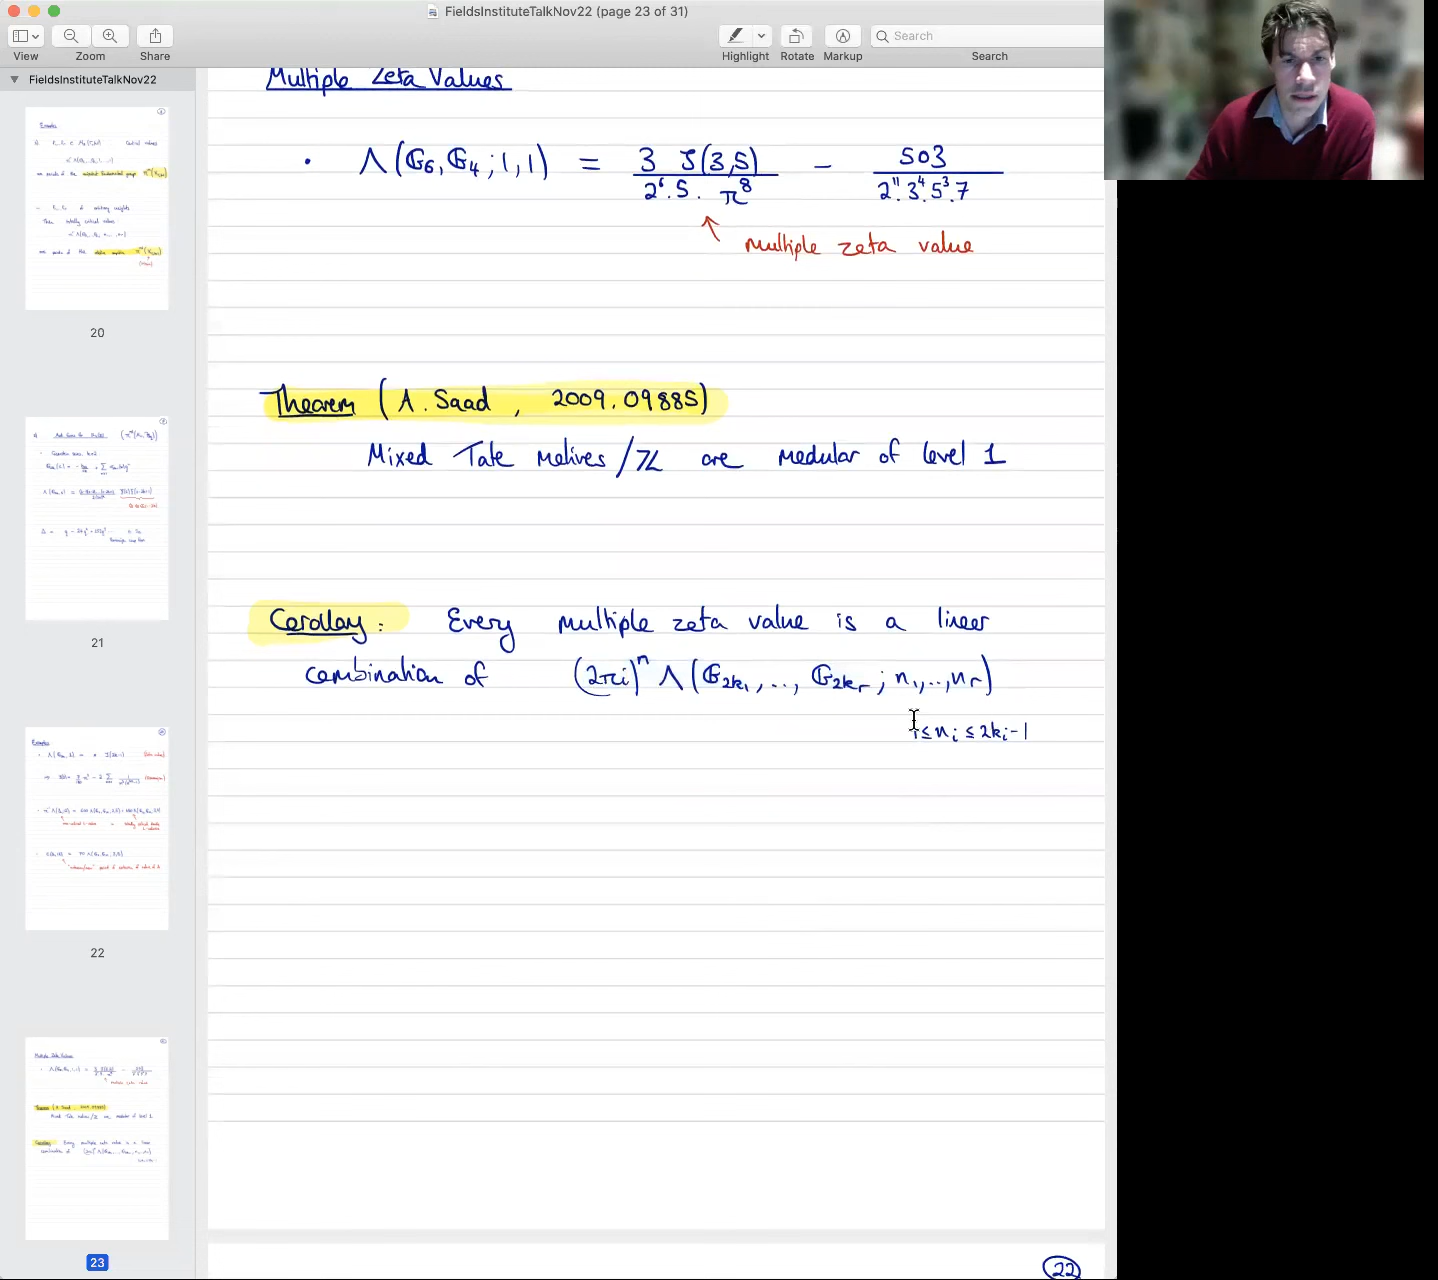 FieldsInstituteTalkNov22 (page 23 of 31)
View
Zoom
Share
Highlight
Rotate
Markup
Search
Search
FieldsInstituteTalkNov22
20
21
22
23
Multiple Zeta Values
• Λ(𝔾₆, 𝔾₄ ; 1, 1) = 3 ζ(3,5) / 2⁶.5. π⁸ − 503 / 2¹¹.3⁴.5³.7
multiple zeta value
Theorem (A. Saad, 2009.09885)
Mixed Tate motives/ℤ are modular of level 1
Corollary: Every multiple zeta value is a linear
combination of (2πi)ⁿ Λ(𝔾₂ₖ₁, .., 𝔾₂ₖᵣ ; n₁, .., nᵣ)
1 ≤ nᵢ ≤ 2kᵢ-1
22